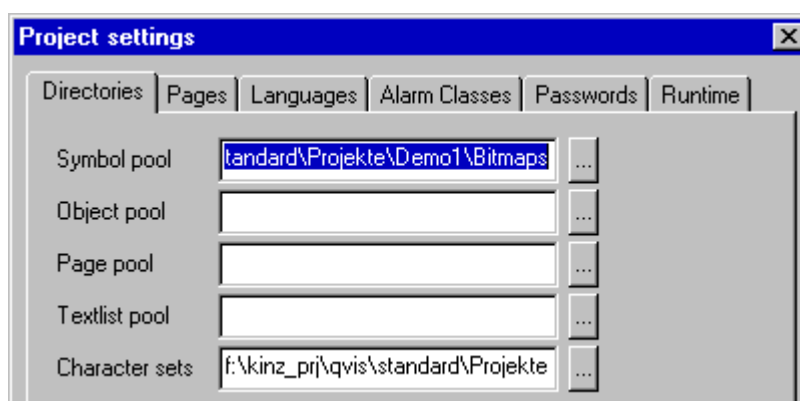 Project settings
Directories Pages Languages Alarm Classes Passwords Runtime
Symbol pool tandard\Projekte\Demo1\Bitmaps ...
Object pool ...
Page pool ...
Textlist pool ...
Character sets f:\kinz_prj\qvis\standard\Projekte ...